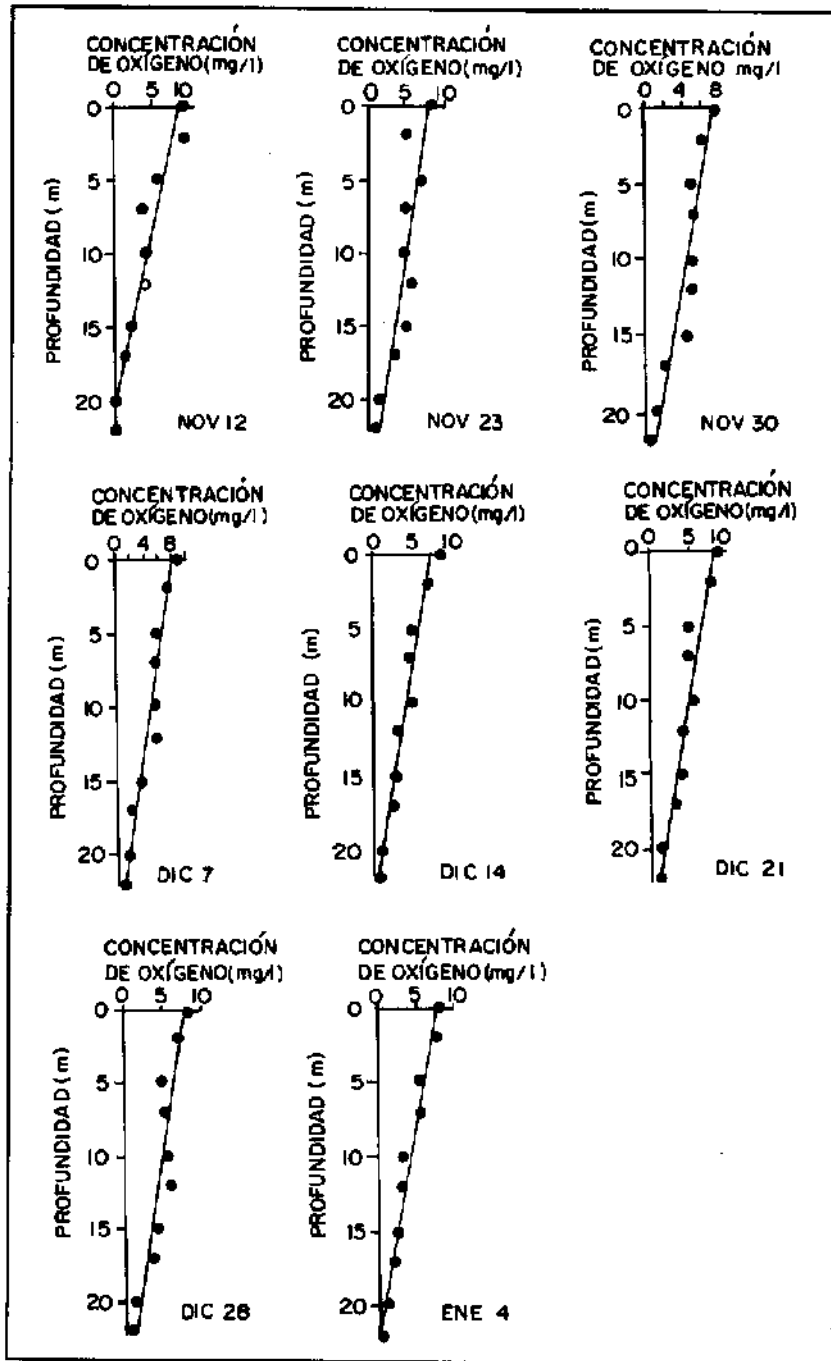 CONCENTRACIÓN
DE OXÍGENO(mg/l)
0 5 10
0
5
10
15
20
PROFUNDIDAD (m)
NOV 12
CONCENTRACIÓN
DE OXÍGENO(mg/l)
0 5 10
0
5
10
15
20
PROFUNDIDAD (m)
NOV 23
CONCENTRACIÓN
DE OXÍGENO mg/l
0 4 8
0
5
10
15
20
PROFUNDIDAD (m)
NOV 30
CONCENTRACIÓN
DE OXÍGENO(mg/l)
0 4 8
0
5
10
15
20
PROFUNDIDAD (m)
DIC 7
CONCENTRACIÓN
DE OXÍGENO(mg/l)
0 5 10
0
5
10
15
20
PROFUNDIDAD (m)
DIC 14
CONCENTRACIÓN
DE OXÍGENO(mg/l)
0 5 10
0
5
10
15
20
PROFUNDIDAD (m)
DIC 21
CONCENTRACIÓN
DE OXÍGENO(mg/l)
0 5 10
0
5
10
15
20
PROFUNDIDAD (m)
DIC 28
CONCENTRACIÓN
DE OXÍGENO(mg/l)
0 5 10
0
5
10
15
20
PROFUNDIDAD (m)
ENE 4